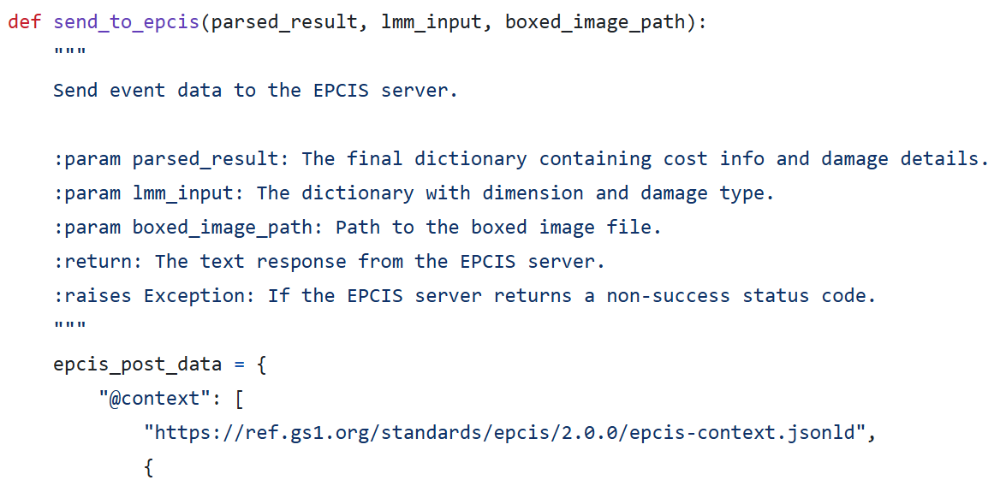 def send_to_epcis(parsed_result, lmm_input, boxed_image_path):
    """
    Send event data to the EPCIS server.

    :param parsed_result: The final dictionary containing cost info and damage details.
    :param lmm_input: The dictionary with dimension and damage type.
    :param boxed_image_path: Path to the boxed image file.
    :return: The text response from the EPCIS server.
    :raises Exception: If the EPCIS server returns a non-success status code.
    """
    epcis_post_data = {
        "@context": [
            "https://ref.gs1.org/standards/epcis/2.0.0/epcis-context.jsonld",
            {